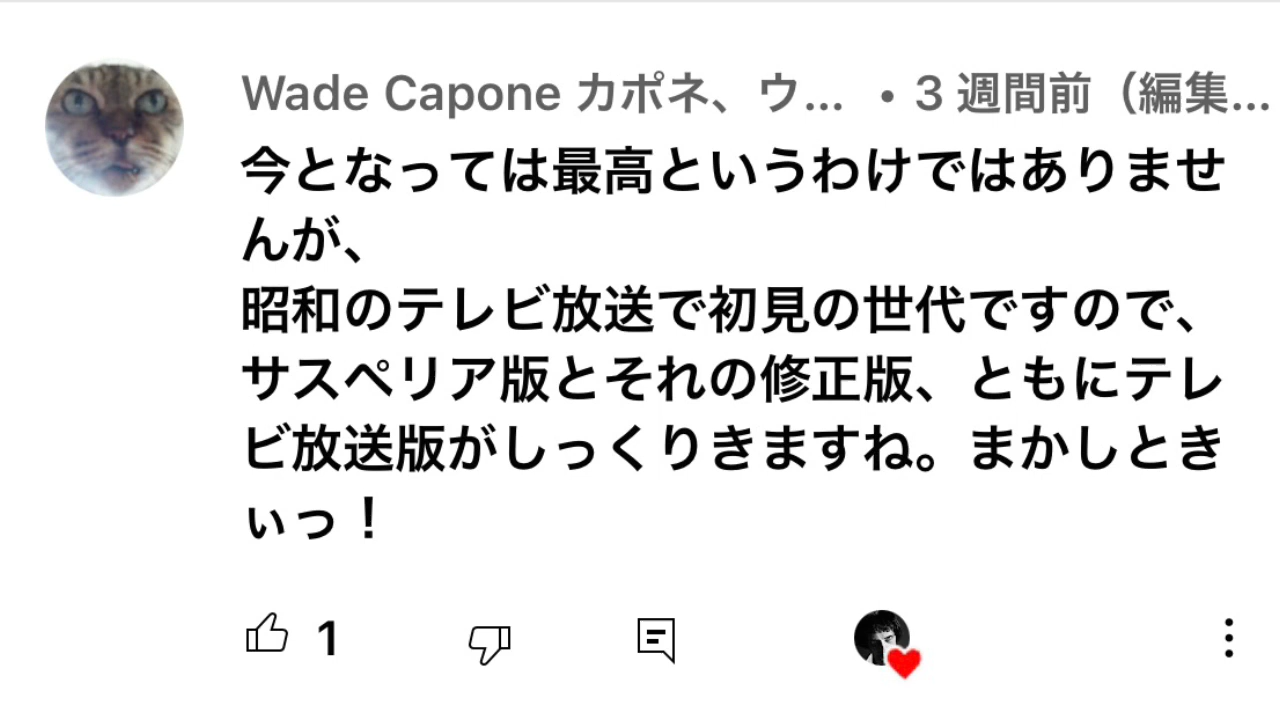 Wade Capone カポネ、ウ... • 3 週間前（編集...
今となっては最高というわけではありませ
んが、
昭和のテレビ放送で初見の世代ですので、
サスペリア版とそれの修正版、ともにテレ
ビ放送版がしっくりきますね。まかしとき
ぃっ！
1